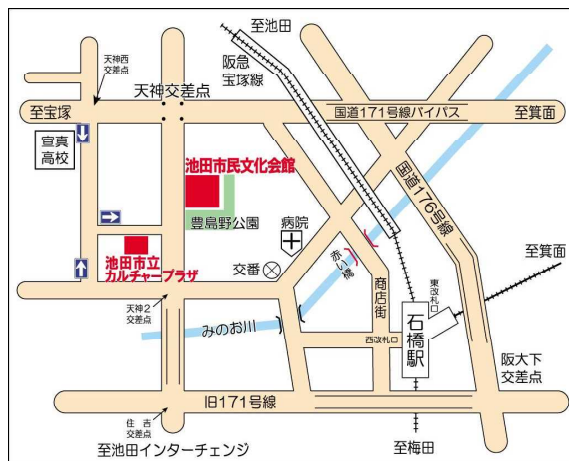 至池田
阪急
宝塚線
天神西
交差点
天神交差点
至宝塚
国道171号線バイパス
至箕面
宣真
高校
池田市民文化会館
国道176号線
豊島野公園
病院
池田市立
カルチャープラザ
交番
赤い橋
至箕面
商店街
東改札口
天神2
交差点
みのお川
西改札口
石橋駅
阪大下
交差点
旧171号線
住吉
交差点
至池田インターチェンジ
至梅田